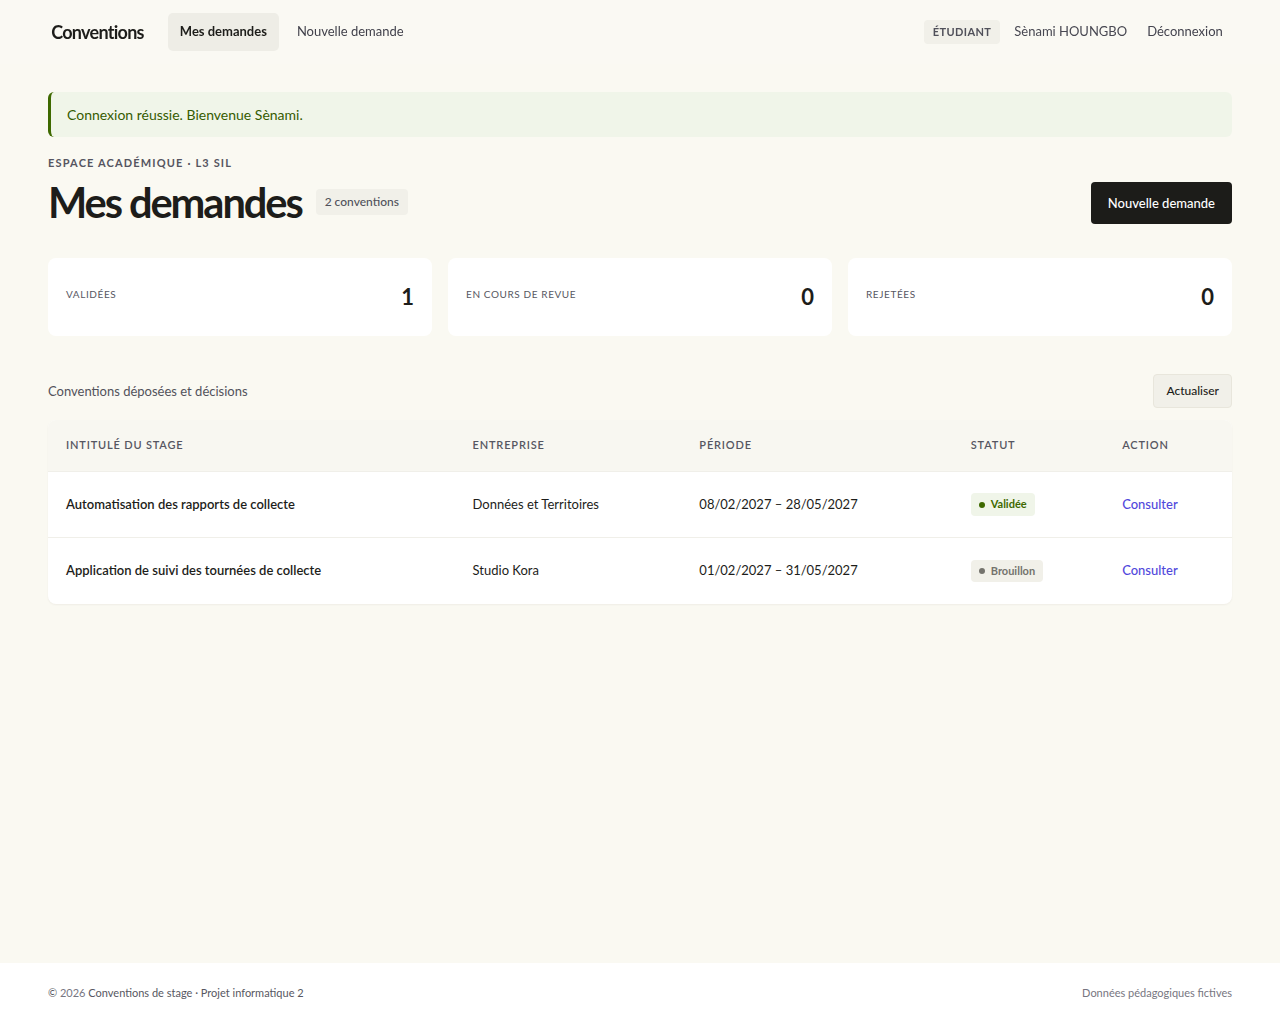 Conventions Mes demandes Nouvelle demande ÉTUDIANT Sènami HOUNGBO Déconnexion
Connexion réussie. Bienvenue Sènami.
ESPACE ACADÉMIQUE · L3 SIL
Mes demandes 2 conventions Nouvelle demande
VALIDÉES 1 EN COURS DE REVUE 0 REJETÉES 0
Conventions déposées et décisions Actualiser
INTITULÉ DU STAGE ENTREPRISE PÉRIODE STATUT ACTION
Automatisation des rapports de collecte Données et Territoires 08/02/2027 – 28/05/2027 Validée Consulter
Application de suivi des tournées de collecte Studio Kora 01/02/2027 – 31/05/2027 Brouillon Consulter
© 2026 Conventions de stage · Projet informatique 2 Données pédagogiques fictives